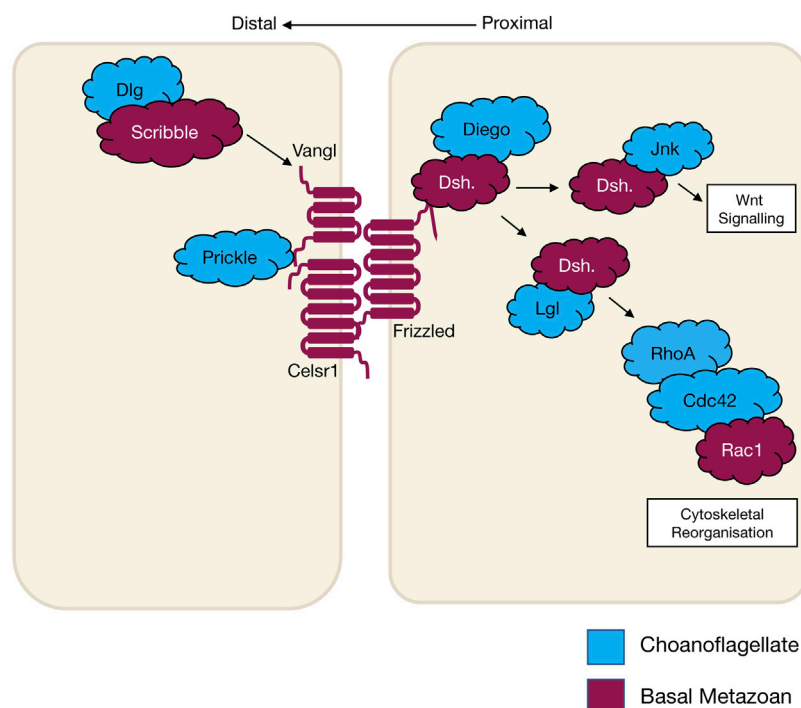 Distal
Proximal
Dlg
Scribble
Vangl
Prickle
Celsr1
Frizzled
Diego
Dsh.
Dsh.
Jnk
Wnt
Signalling
Dsh.
Lgl
RhoA
Cdc42
Rac1
Cytoskeletal
Reorganisation
Choanoflagellate
Basal Metazoan